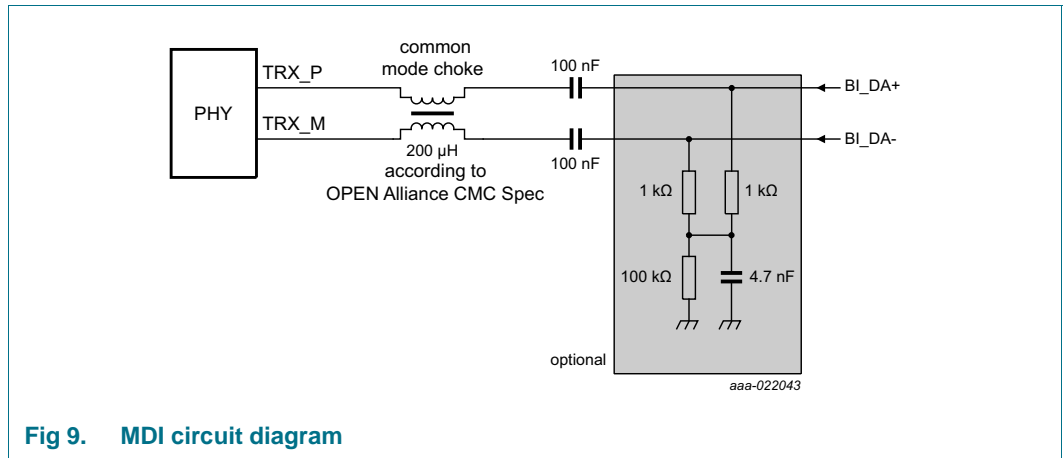 common
mode choke
100 nF
TRX_P
BI_DA+
PHY
TRX_M
BI_DA-
200 µH
100 nF
according to
OPEN Alliance CMC Spec
1 kΩ
1 kΩ
100 kΩ
4.7 nF
optional
aaa-022043
Fig 9. MDI circuit diagram